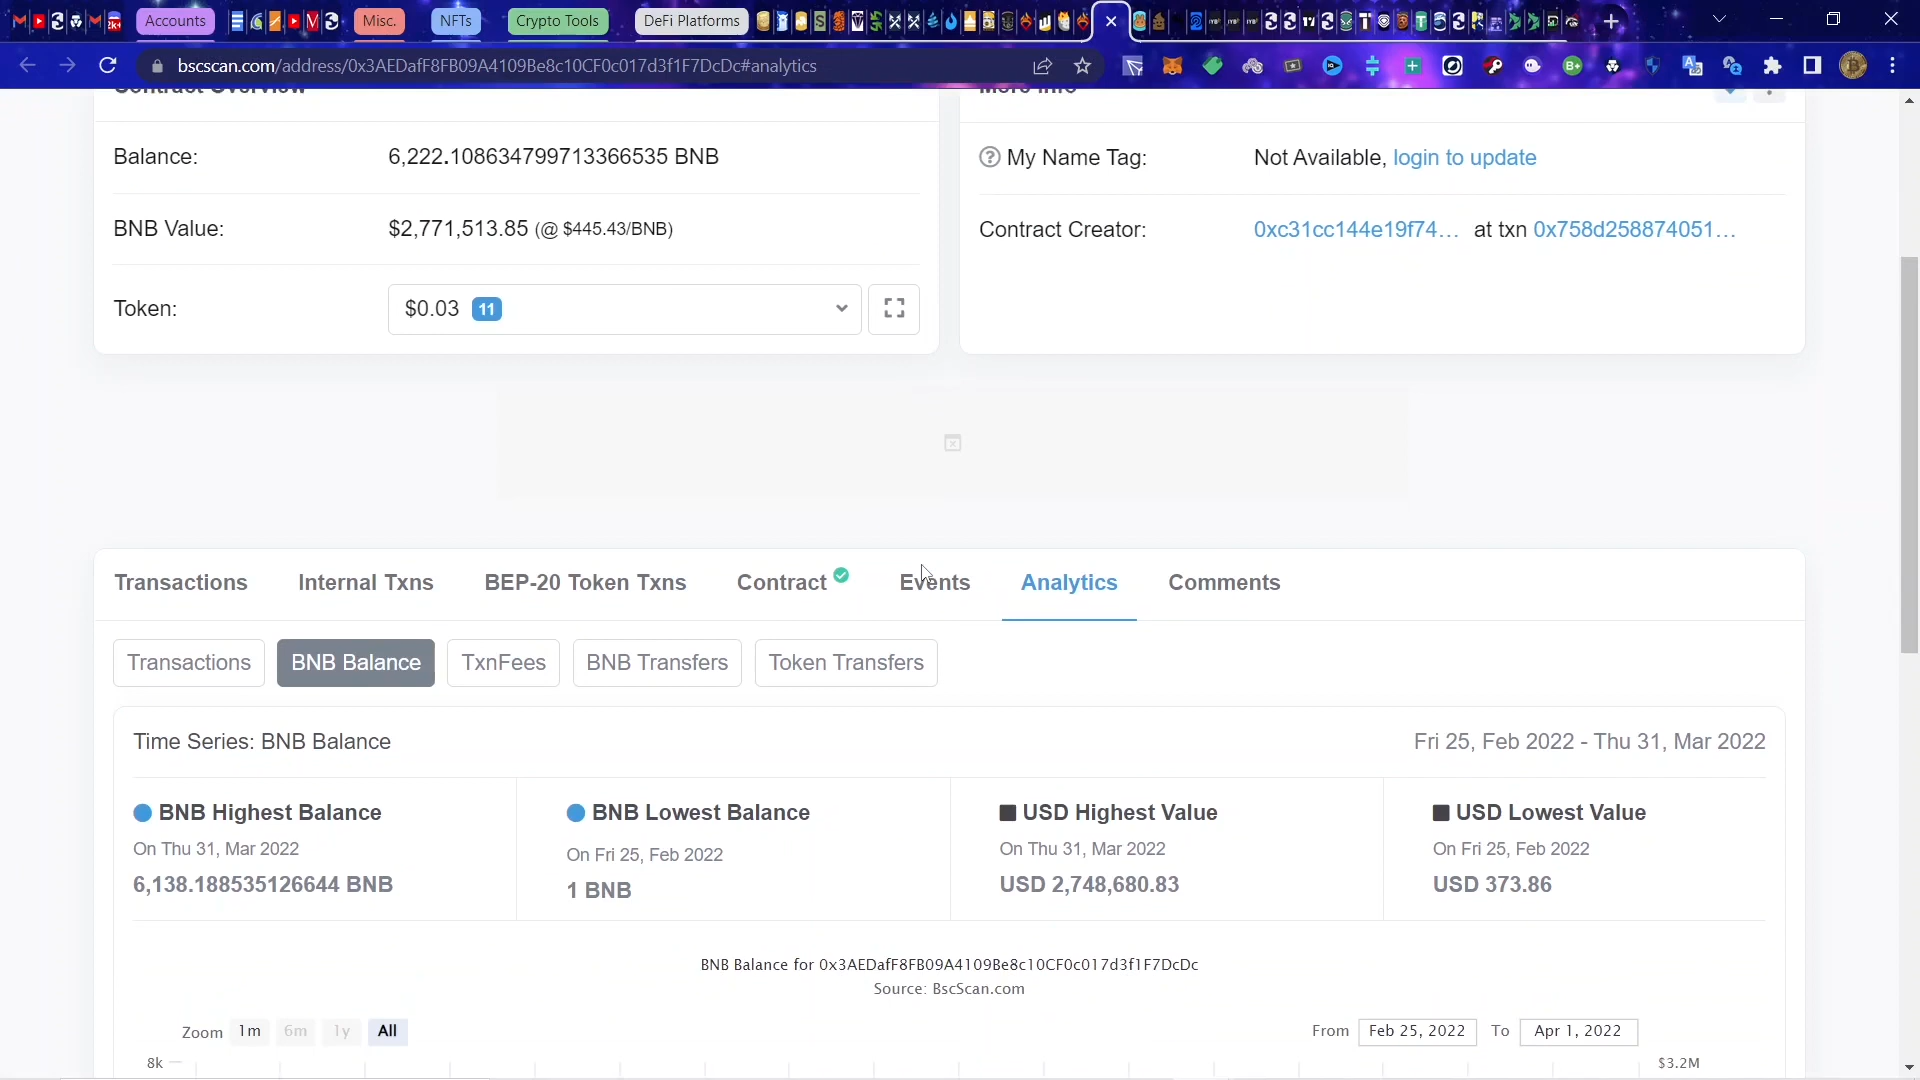 Accounts
Misc.
NFTs
Crypto Tools
DeFi Platforms
bscscan.com/address/0x3AEDafF8FB09A4109Be8c10CF0c017d3f1F7DcDc#analytics
Contract Overview
More Info
Balance:
6,222.108634799713366535 BNB
My Name Tag:
Not Available, login to update
BNB Value:
$2,771,513.85 (@ $445.43/BNB)
Contract Creator:
0xc31cc144e19f74... at txn 0x758d258874051...
Token:
$0.03 11
Transactions
Internal Txns
BEP-20 Token Txns
Contract
Events
Analytics
Comments
Transactions
BNB Balance
TxnFees
BNB Transfers
Token Transfers
Time Series: BNB Balance
Fri 25, Feb 2022 - Thu 31, Mar 2022
BNB Highest Balance
On Thu 31, Mar 2022
6,138.188535126644 BNB
BNB Lowest Balance
On Fri 25, Feb 2022
1 BNB
USD Highest Value
On Thu 31, Mar 2022
USD 2,748,680.83
USD Lowest Value
On Fri 25, Feb 2022
USD 373.86
BNB Balance for 0x3AEDafF8FB09A4109Be8c10CF0c017d3f1F7DcDc
Source: BscScan.com
Zoom 1m 6m 1y All
From Feb 25, 2022 To Apr 1, 2022
8k
$3.2M